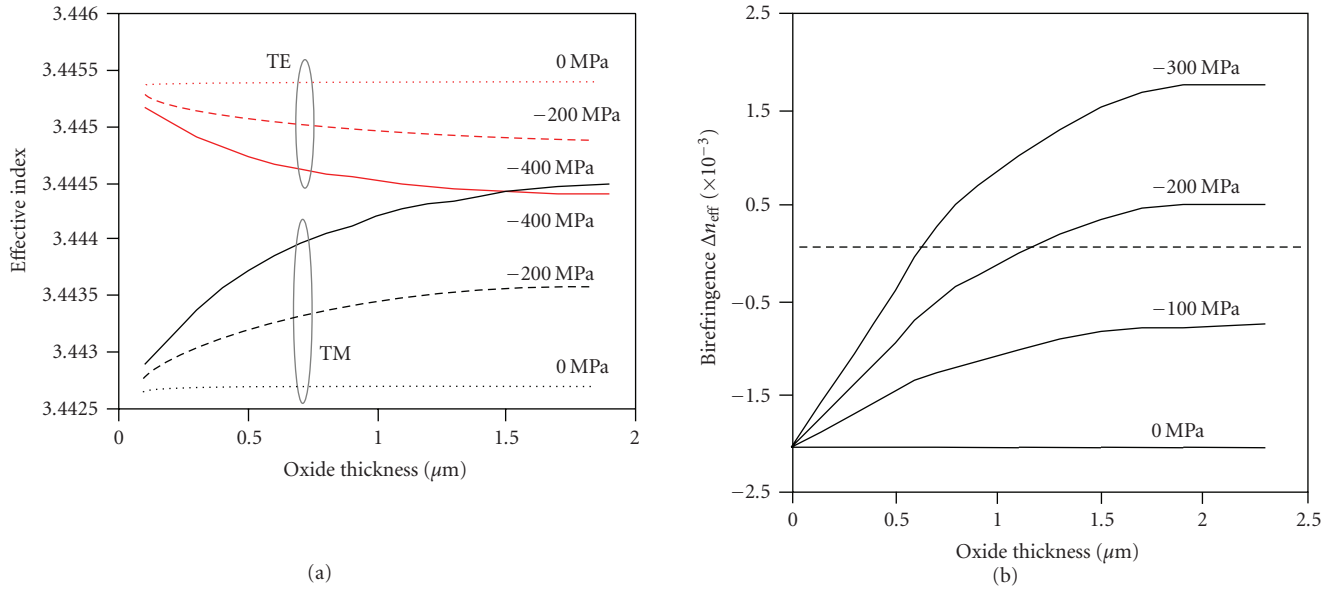 3.446
3.4455
3.445
3.4445
3.444
3.4435
3.443
3.4425
Effective index
TE
0 MPa
−200 MPa
−400 MPa
−400 MPa
−200 MPa
TM
0 MPa
0
0.5
1
1.5
2
Oxide thickness (μm)
(a)
2.5
1.5
0.5
−0.5
−1.5
−2.5
Birefringence Δn_eff (×10⁻³)
−300 MPa
−200 MPa
−100 MPa
0 MPa
0
0.5
1
1.5
2
2.5
Oxide thickness (μm)
(b)